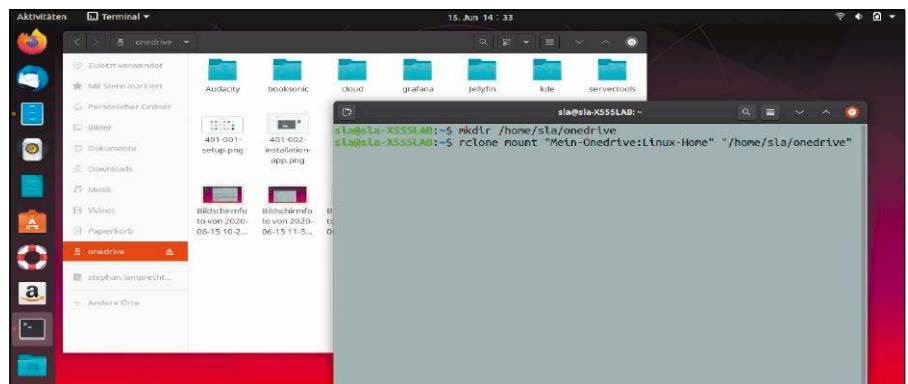 Aktivitäten
Terminal
15. Jun 14 : 33
onedrive
Zuletzt verwendet
Mit Stern markiert
Persönlicher Ordner
Bilder
Dokumente
Downloads
Musik
Videos
Papierkorb
onedrive
stephan.lamprecht...
+ Andere Orte
Audacity
booksonic
cloud
grafana
Jellyfin
kde
servertools
401-001-
setup.png
401-002-
installation-
app.png
Bildschirmfo
to von 2020-
06-15 10-2...
Bildschirmfo
to von 2020-
06-15 11-5...
sla@sla-X555LAB: ~
sla@sla-X555LAB:~$ mkdir /home/sla/onedrive
sla@sla-X555LAB:~$ rclone mount "Mein-Onedrive:Linux-Home" "/home/sla/onedrive"